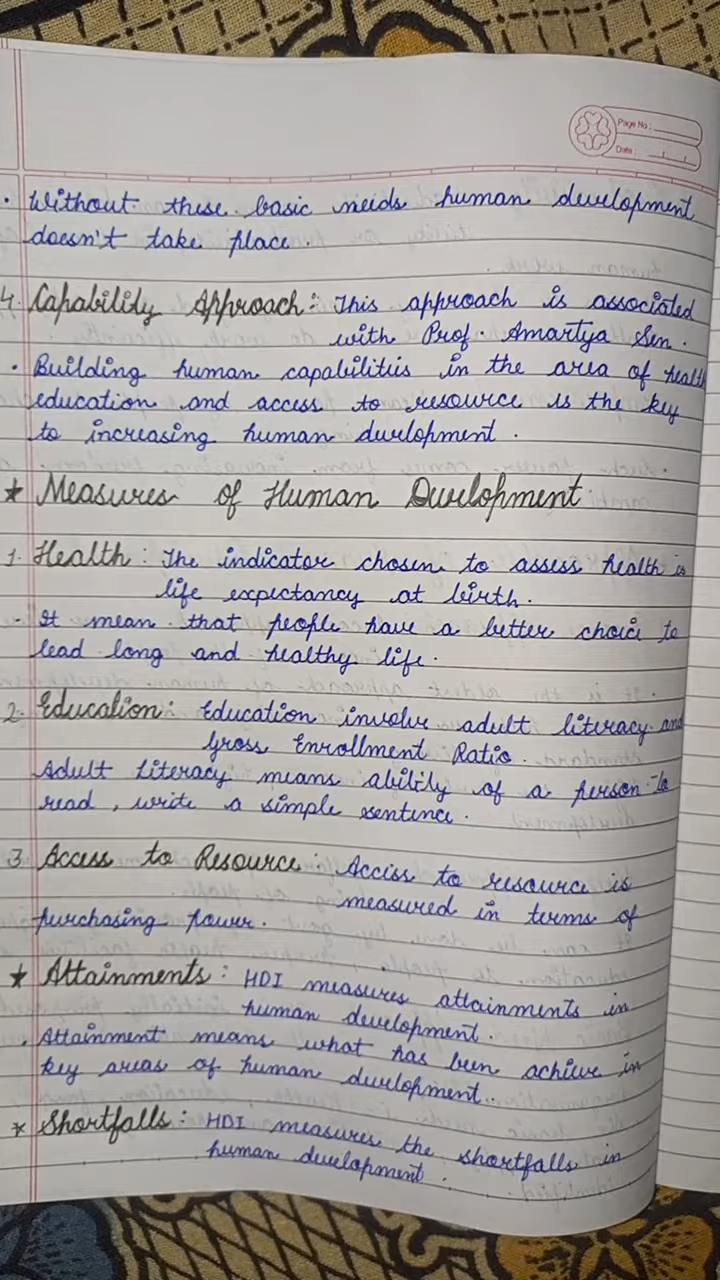 Page No :
Date :
• Without these basic needs human development
doesn't take place.
4. Capability Approach : This approach is associated
with Prof. Amartya Sen.
• Building human capabilities in the area of health
education and access to resource is the key
to increasing human development .
★ Measures of Human Development
1. Health : The indicator chosen to assess health is
life expectancy at birth.
• It mean that people have a better choice to
lead long and healthy life.
2. Education : Education involve adult literacy and
Gross Enrollment Ratio.
Adult Literacy means ability of a person to
read , write a simple sentence.
3. Access to Resource : Access to resource is
measured in terms of
purchasing power.
★ Attainments : HDI measures attainments in
human development.
• Attainment means what has been achieve in
key areas of human development.
★ Shortfalls : HDI measures the shortfalls in
human development .